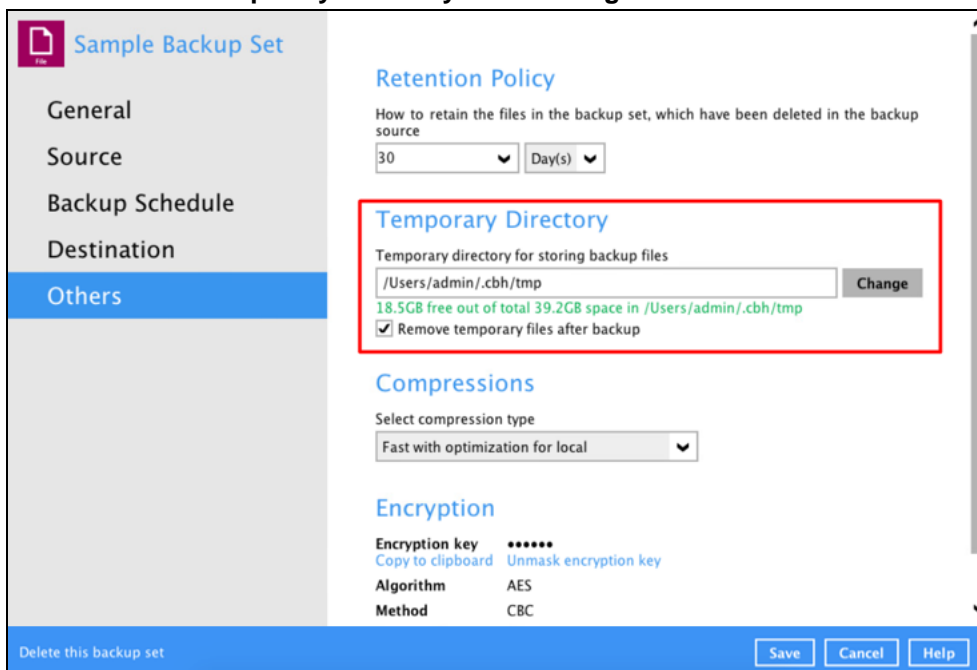 Sample Backup Set
File
General
Source
Backup Schedule
Destination
Others
Retention Policy
How to retain the files in the backup set, which have been deleted in the backup
source
30 Day(s)
Temporary Directory
Temporary directory for storing backup files
/Users/admin/.cbh/tmp Change
18.5GB free out of total 39.2GB space in /Users/admin/.cbh/tmp
Remove temporary files after backup
Compressions
Select compression type
Fast with optimization for local
Encryption
Encryption key ••••••
Copy to clipboard Unmask encryption key
Algorithm AES
Method CBC
Delete this backup set Save Cancel Help